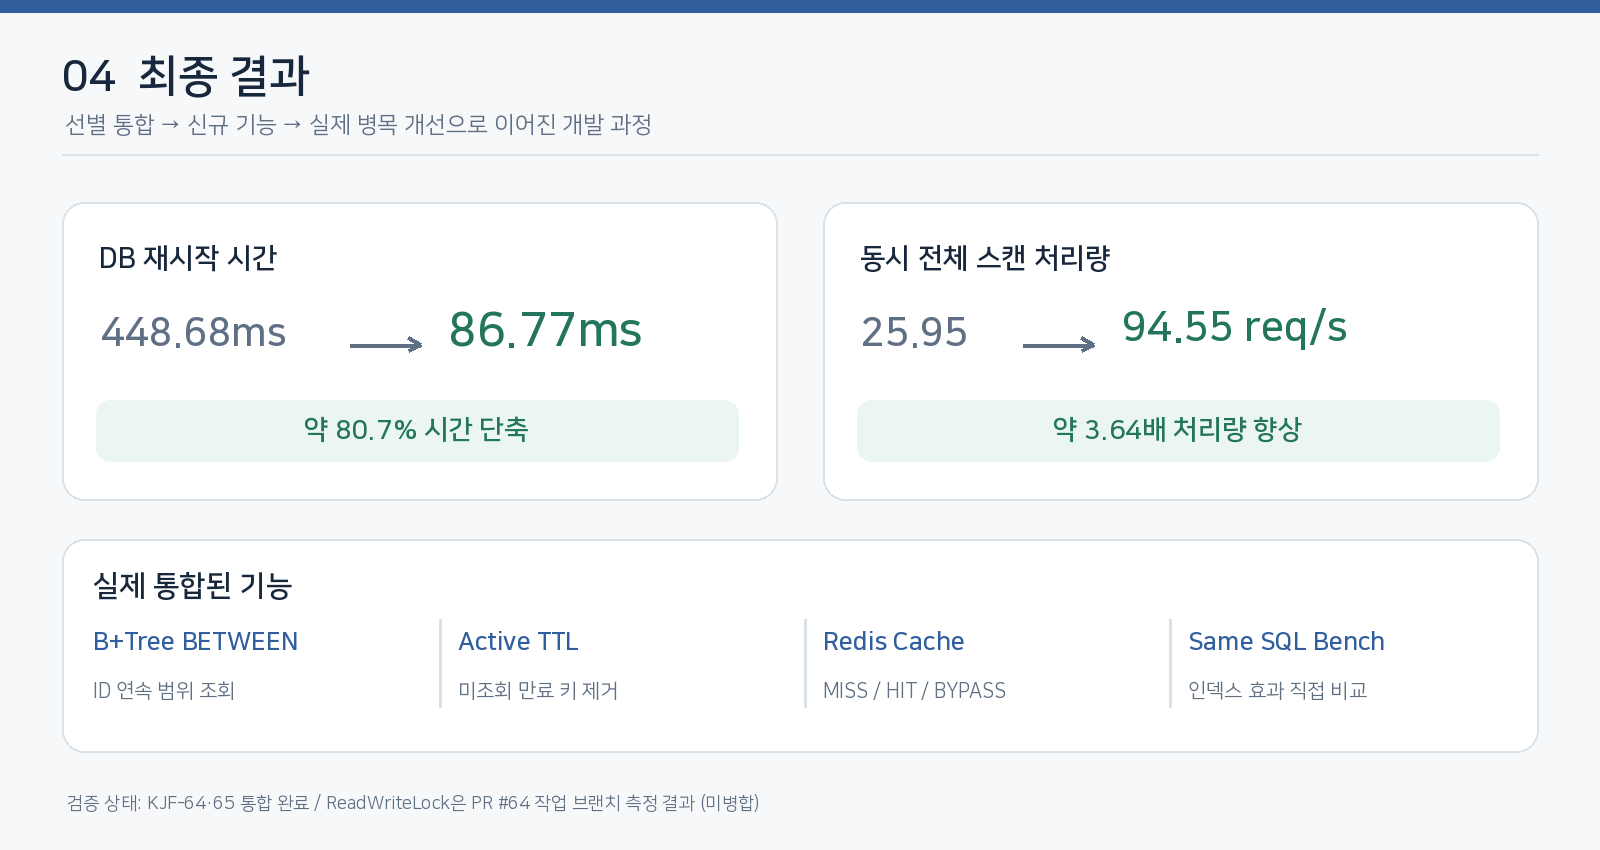 04 최종 결과
선별 통합 → 신규 기능 → 실제 병목 개선으로 이어진 개발 과정
DB 재시작 시간
448.68ms → 86.77ms
약 80.7% 시간 단축
동시 전체 스캔 처리량
25.95 → 94.55 req/s
약 3.64배 처리량 향상
실제 통합된 기능
B+Tree BETWEEN
ID 연속 범위 조회
Active TTL
미조회 만료 키 제거
Redis Cache
MISS / HIT / BYPASS
Same SQL Bench
인덱스 효과 직접 비교
검증 상태: KJF-64·65 통합 완료 / ReadWriteLock은 PR #64 작업 브랜치 측정 결과 (미병합)